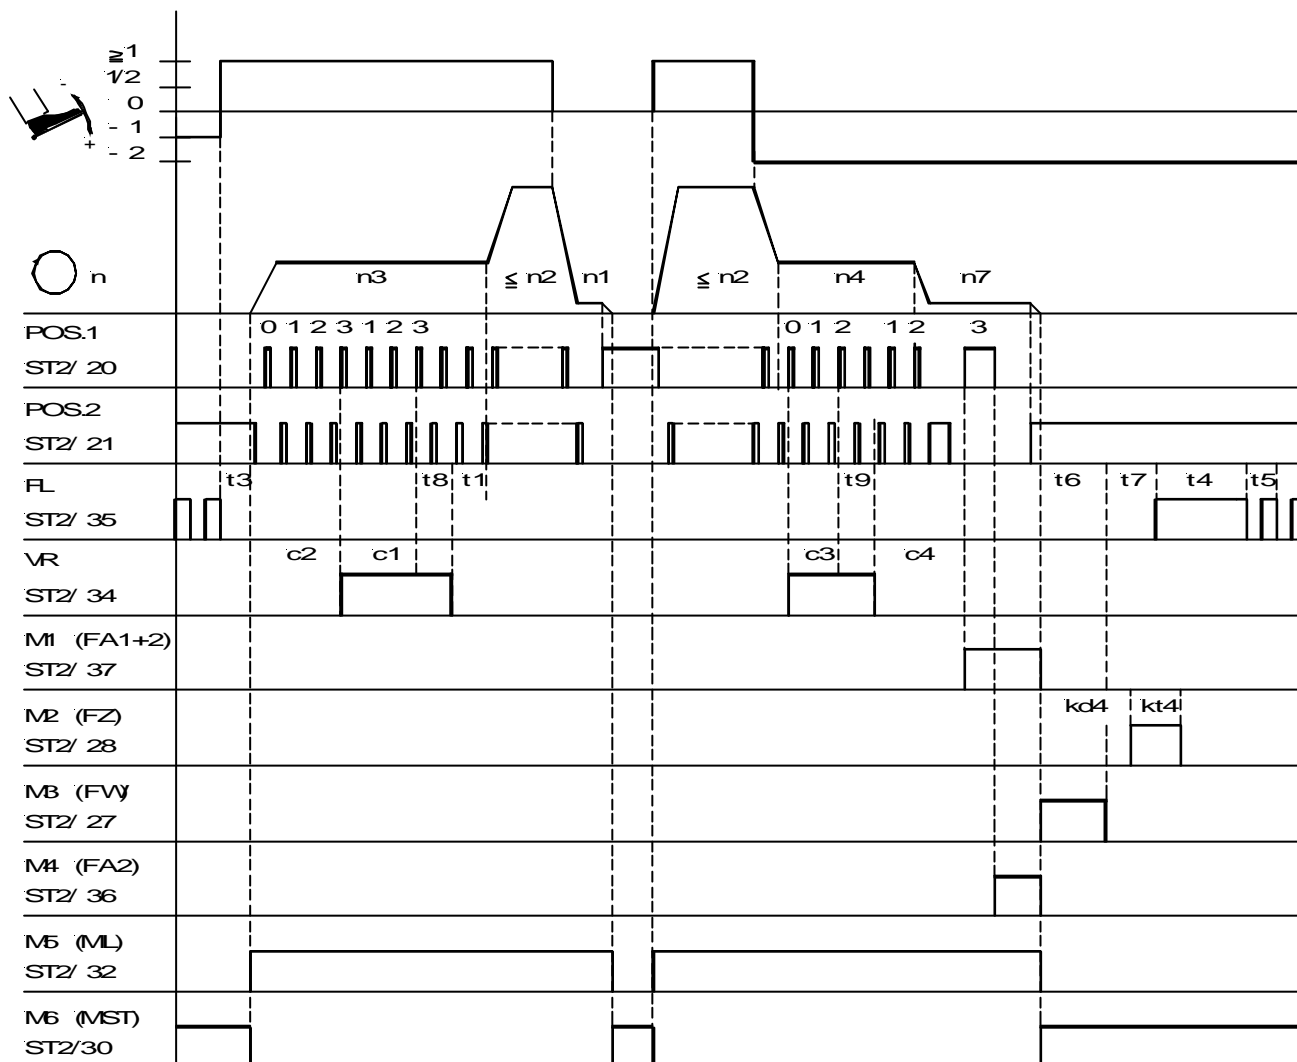 ≧1
1/2
0
- 1
- 2
-
+
n
n3
≦ n2
n1
≦ n2
n4
n7
POS.1
0 1 2 3 1 2 3
0 1 2
1 2
3
ST2/ 20
POS.2
ST2/ 21
FL
t3
t8
t1
t9
t6
t7
t4
t5
ST2/ 35
VR
c2
c1
c3
c4
ST2/ 34
M1 (FA1+2)
ST2/ 37
M2 (FZ)
kd4
kt4
ST2/ 28
M3 (FW)
ST2/ 27
M4 (FA2)
ST2/ 36
M5 (ML)
ST2/ 32
M6 (MST)
ST2/30